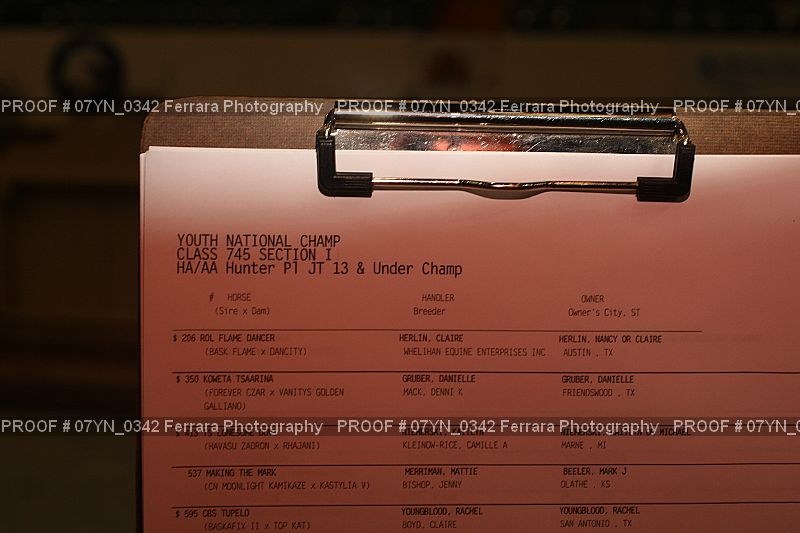 PROOF # 07YN_0342 Ferrara Photography PROOF # 07YN_0342 Ferrara Photography PROOF # 07Y
YOUTH NATIONAL CHAMP
CLASS 745 SECTION I
HA/AA Hunter Pl JT 13 & Under Champ
# HORSE HANDLER OWNER
(Sire x Dam) Breeder Owner's City, ST
$ 206 ROL FLAME DANCER HERLIN, CLAIRE HERLIN, NANCY OR CLAIRE
(BASK FLAME x DANCITY) WHELIHAN EQUINE ENTERPRISES INC AUSTIN , TX
$ 350 KOWETA TSAARINA GRUBER, DANIELLE GRUBER, DANIELLE
(FOREVER CZAR x VANITYS GOLDEN MACK, DENNI K FRIENDSWOOD , TX
GALLIANO)
PROOF # 07YN_0342 Ferrara Photography PROOF # 07YN_0342 Ferrara Photography PROOF # 07Y
$ 413 MICHAEL
(HAVASU ZADRON x RHAJANI) KLEINOW-RICE, CAMILLE A MARNE , MI
537 MAKING THE MARK MERRIMAN, MATTIE BEELER, MARK J
(CN MOONLIGHT KAMIKAZE x KASTYLIA V) BISHOP, JENNY OLATHE , KS
$ 595 CBS TUPELO YOUNGBLOOD, RACHEL YOUNGBLOOD, RACHEL
(BASKAFIX II x TOP KAT) BOYD, CLAIRE SAN ANTONIO , TX